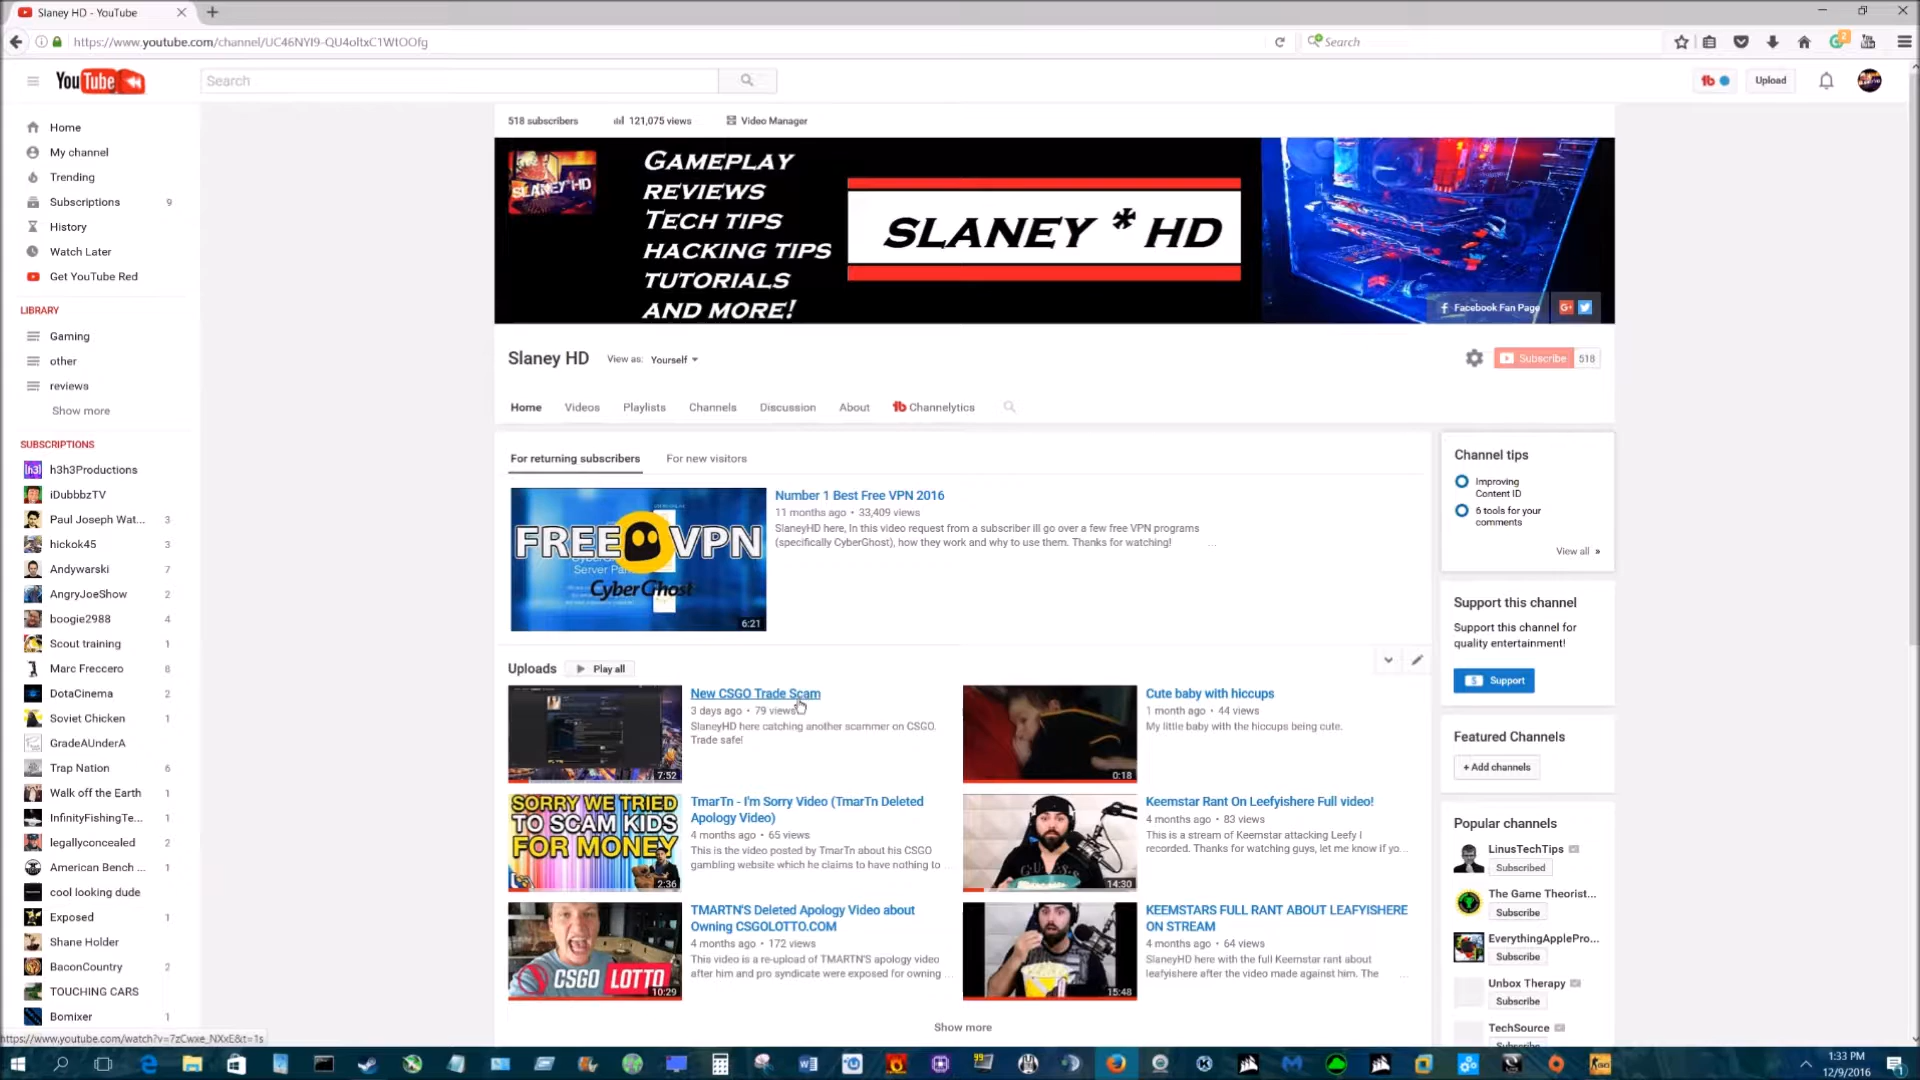 Slaney HD - YouTube
https://www.youtube.com/channel/UC46NYI9-QU4oltxC1WtOOfg
Search
YouTube
Search
Upload
Home
My channel
Trending
Subscriptions 9
History
Watch Later
Get YouTube Red
LIBRARY
Gaming
other
reviews
Show more
SUBSCRIPTIONS
h3h3Productions
iDubbbzTV
Paul Joseph Wat... 3
hickok45 3
Andywarski 7
AngryJoeShow 2
boogie2988 4
Scout training 1
Marc Freccero 8
DotaCinema 2
Soviet Chicken 1
GradeAUnderA
Trap Nation 6
Walk off the Earth 1
InfinityFishingTe... 1
legallyconcealed 2
American Bench ... 1
cool looking dude
Exposed 1
Shane Holder
BaconCountry 2
TOUCHING CARS
Bomixer 1
518 subscribers 121,075 views Video Manager
SLANEY*HD
GAMEPLAY
REVIEWS
TECH TIPS
HACKING TIPS
TUTORIALS
AND MORE!
SLANEY * HD
Facebook Fan Page
Slaney HD View as: Yourself
Subscribe 518
Home Videos Playlists Channels Discussion About Channelytics
For returning subscribers For new visitors
FREE VPN
Server
CyberGhost
6:21
Number 1 Best Free VPN 2016
11 months ago • 33,409 views
SlaneyHD here, In this video request from a subscriber ill go over a few free VPN programs
(specifically CyberGhost), how they work and why to use them. Thanks for watching! ...
Uploads Play all
7:52
New CSGO Trade Scam
3 days ago • 79 views
SlaneyHD here catching another scammer on CSGO.
Trade safe!
0:18
Cute baby with hiccups
1 month ago • 44 views
My little baby with the hiccups being cute.
SORRY WE TRIED
TO SCAM KIDS
FOR MONEY
2:36
TmarTn - I'm Sorry Video (TmarTn Deleted
Apology Video)
4 months ago • 65 views
This is the video posted by TmarTn about his CSGO
gambling website which he claims to have nothing to ...
14:30
Keemstar Rant On Leefyishere Full video!
4 months ago • 83 views
This is a stream of Keemstar attacking Leefy I
recorded. Thanks for watching guys, let me know if yo...
CSGO LOTTO
10:29
TMARTN'S Deleted Apology Video about
Owning CSGOLOTTO.COM
4 months ago • 172 views
This video is a re-upload of TMARTN'S apology video
after him and pro syndicate were exposed for owning ...
15:48
KEEMSTARS FULL RANT ABOUT LEAFYISHERE
ON STREAM
4 months ago • 64 views
SlaneyHD here with the full Keemstar rant about
leafyishere after the video made against him. The ...
Show more
Channel tips
Improving
Content ID
6 tools for your
comments
View all »
Support this channel
Support this channel for
quality entertainment!
Support
Featured Channels
+ Add channels
Popular channels
LinusTechTips
Subscribed
The Game Theorist...
Subscribe
EverythingApplePro...
Subscribe
Unbox Therapy
Subscribe
TechSource
Subscribe
https://www.youtube.com/watch?v=7zCwxe_NXxE&t=1s
1:33 PM
12/9/2016